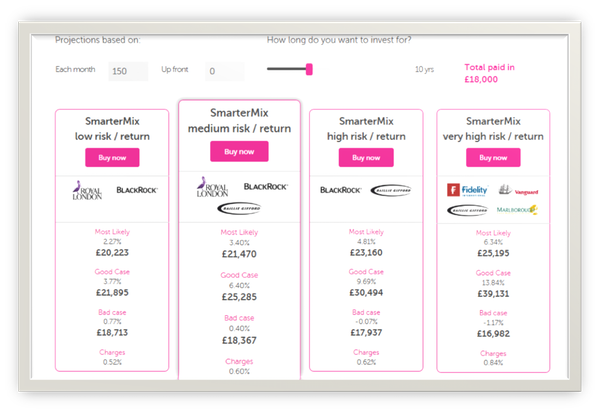 Projections based on:
How long do you want to invest for?
Each month
150
Up front
0
10 yrs
Total paid in
£18,000
SmarterMix
low risk / return
Buy now
ROYAL
LONDON
BLACKROCK®
Most Likely
2.27%
£20,223
Good Case
3.77%
£21,895
Bad case
0.77%
£18,713
Charges
0.52%
SmarterMix
medium risk / return
Buy now
ROYAL
LONDON
BLACKROCK®
BAILLIE GIFFORD
Most Likely
3.40%
£21,470
Good Case
6.40%
£25,285
Bad case
0.40%
£18,367
Charges
0.60%
SmarterMix
high risk / return
Buy now
BLACKROCK®
BAILLIE GIFFORD
Most Likely
4.81%
£23,160
Good Case
9.69%
£30,494
Bad case
-0.07%
£17,937
Charges
0.62%
SmarterMix
very high risk / return
Buy now
Fidelity
Vanguard
BAILLIE GIFFORD
MARLBOROUGH
Most Likely
6.34%
£25,195
Good Case
13.84%
£39,131
Bad case
-1.17%
£16,982
Charges
0.84%